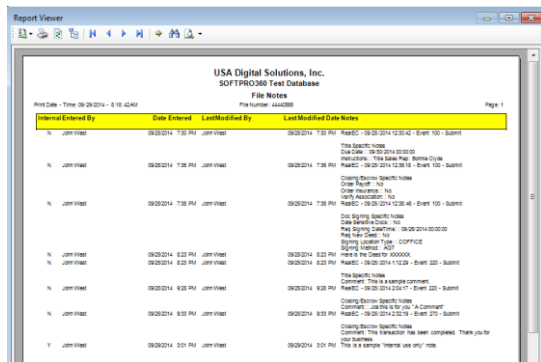 Report Viewer
USA Digital Solutions, Inc.
SOFTPRO360 Test Database
File Notes
Print Date - Time: 09/29/2014 - 8:18:42AM File Number: 44440888 Page: 1
Internal Entered By Date Entered LastModified By Last Modified Date Notes
N John West 09/25/2014 7:30 PM John West 09/25/2014 7:30 PM RealEC - 09/25/2014 12:30:42 - Event: 100 - Submit
Title Specific Notes
Due Date: : 09/30/2014 00:00:00
Instructions: : Title Sales Rep: Bonnie Clyde
N John West 09/25/2014 7:38 PM John West 09/25/2014 7:38 PM RealEC - 09/25/2014 12:38:18 - Event: 100 - Submit
Closing/Escrow Specific Notes
Order Payoff: : No
Order Insurance: : No
Verify Association: : No
N John West 09/25/2014 7:38 PM John West 09/25/2014 7:38 PM RealEC - 09/25/2014 12:38:46 - Event: 100 - Submit
Doc Signing Specific Notes
Date Sensitive Docs: : No
Req Signing DateTime: : 09/26/2014 00:00:00
Req New Deed: : No
Signing Location Type: : COFFICE
Signing Method: : AGT
N John West 09/25/2014 8:23 PM John West 09/25/2014 8:23 PM Here is the Deed for XXXXXX
N John West 09/25/2014 8:23 PM John West 09/25/2014 8:23 PM RealEC - 09/25/2014 1:12:29 - Event: 220 - Submit
Title Specific Notes
Comment: This is a sample comment.
N John West 09/25/2014 9:28 PM John West 09/25/2014 9:28 PM RealEC - 09/25/2014 2:04:17 - Event: 220 - Submit
Closing/Escrow Specific Notes
Comment: : Joe this is for you "A Comment"
N John West 09/25/2014 9:33 PM John West 09/25/2014 9:33 PM RealEC - 09/25/2014 2:32:19 - Event: 270 - Submit
Closing/Escrow Specific Notes
Comment: This transaction has been completed. Thank you for
your business.
Y John West 09/29/2014 3:01 PM John West 09/29/2014 3:01 PM This is a sample "internal use only" note.